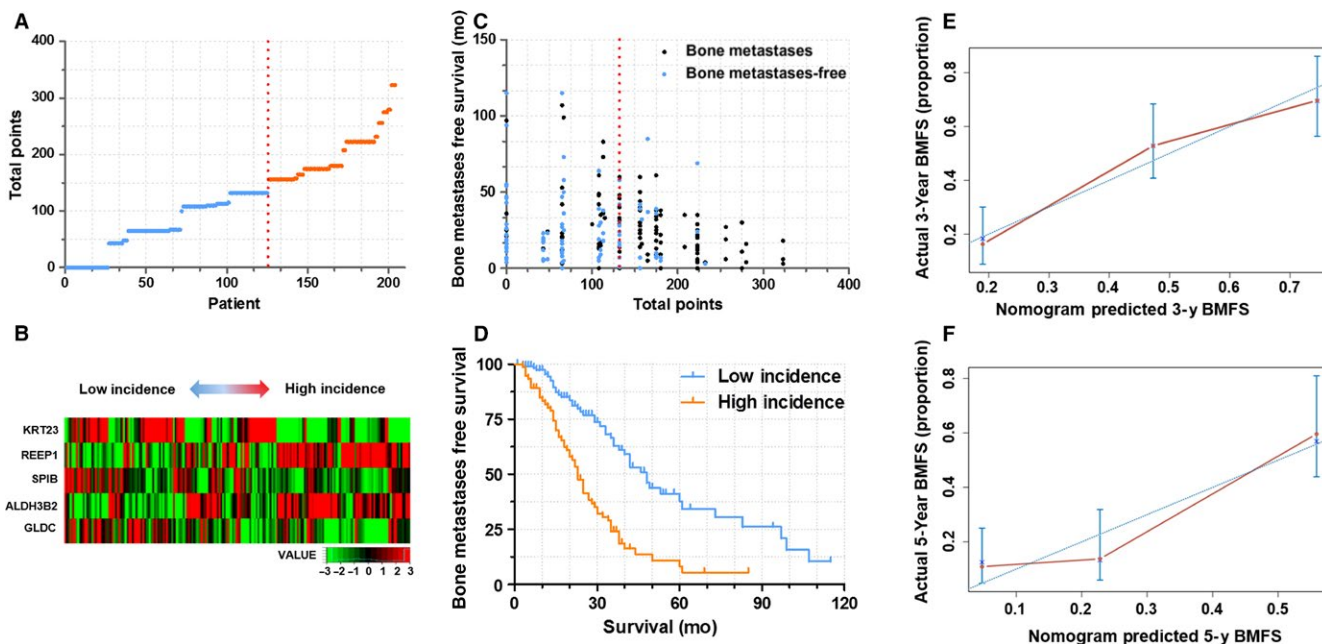 A
400
300
200
100
0
Total points
0
50
100
150
200
Patient
B
Low incidence
High incidence
KRT23
REEP1
SPIB
ALDH3B2
GLDC
VALUE
−3 −2 −1 0 1 2 3
C
Bone metastases free survival (mo)
150
100
50
0
Bone metastases
Bone metastases-free
0
100
200
300
400
Total points
D
Bone metastases free survival
100
75
50
25
0
Low incidence
High incidence
0
30
60
90
120
Survival (mo)
E
Actual 3-Year BMFS (proportion)
0.8
0.6
0.4
0.2
0.2
0.3
0.4
0.5
0.6
0.7
Nomogram predicted 3-y BMFS
F
Actual 5-Year BMFS (proportion)
0.8
0.6
0.4
0.2
0.1
0.2
0.3
0.4
0.5
Nomogram predicted 5-y BMFS